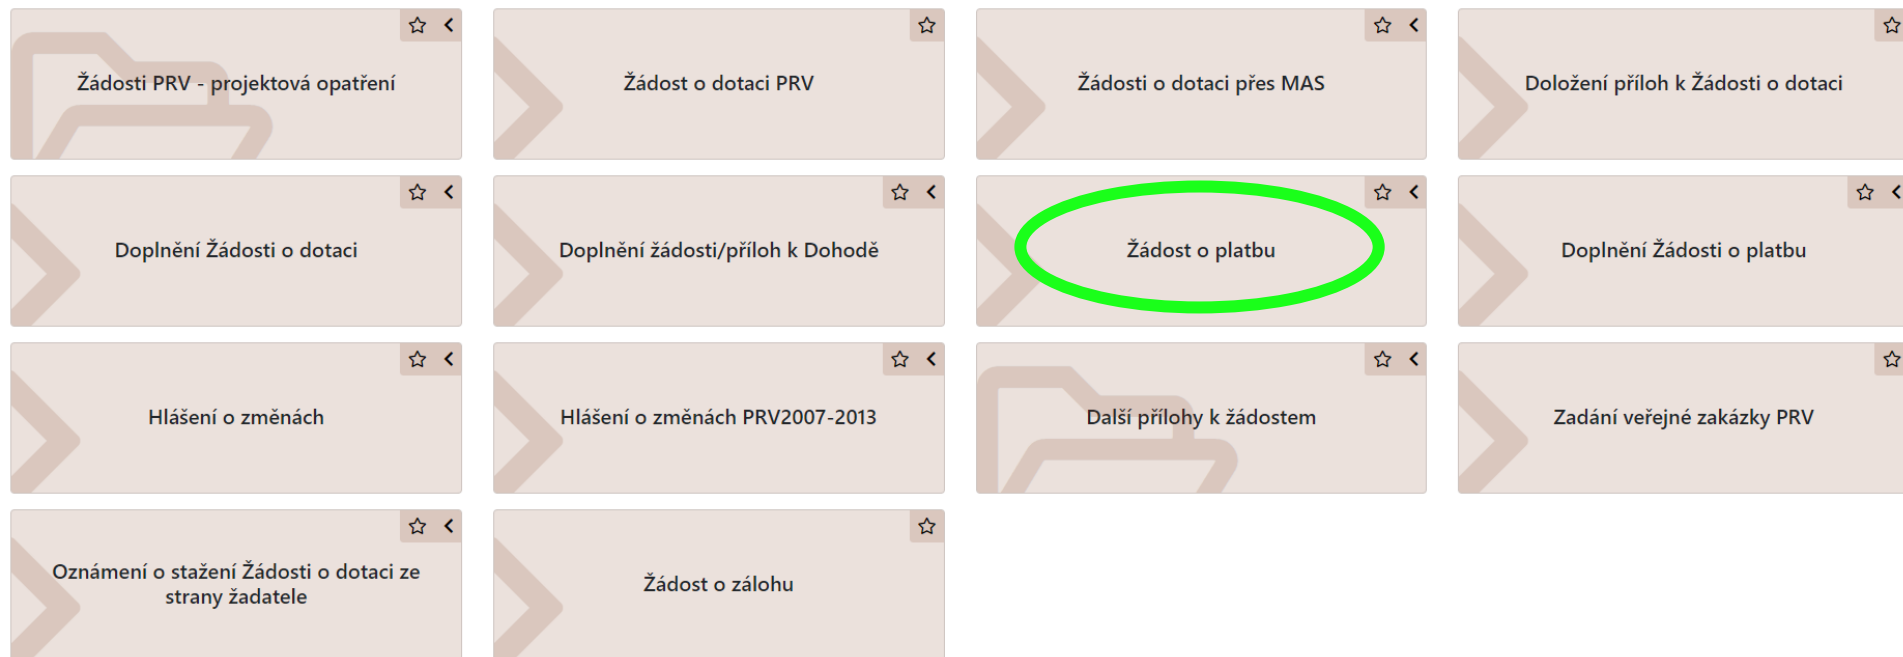 Žádosti PRV - projektová opatření
Žádost o dotaci PRV
Žádosti o dotaci přes MAS
Doložení příloh k Žádosti o dotaci
Doplnění Žádosti o dotaci
Doplnění žádosti/příloh k Dohodě
Žádost o platbu
Doplnění Žádosti o platbu
Hlášení o změnách
Hlášení o změnách PRV2007-2013
Další přílohy k žádostem
Zadání veřejné zakázky PRV
Oznámení o stažení Žádosti o dotaci ze
strany žadatele
Žádost o zálohu